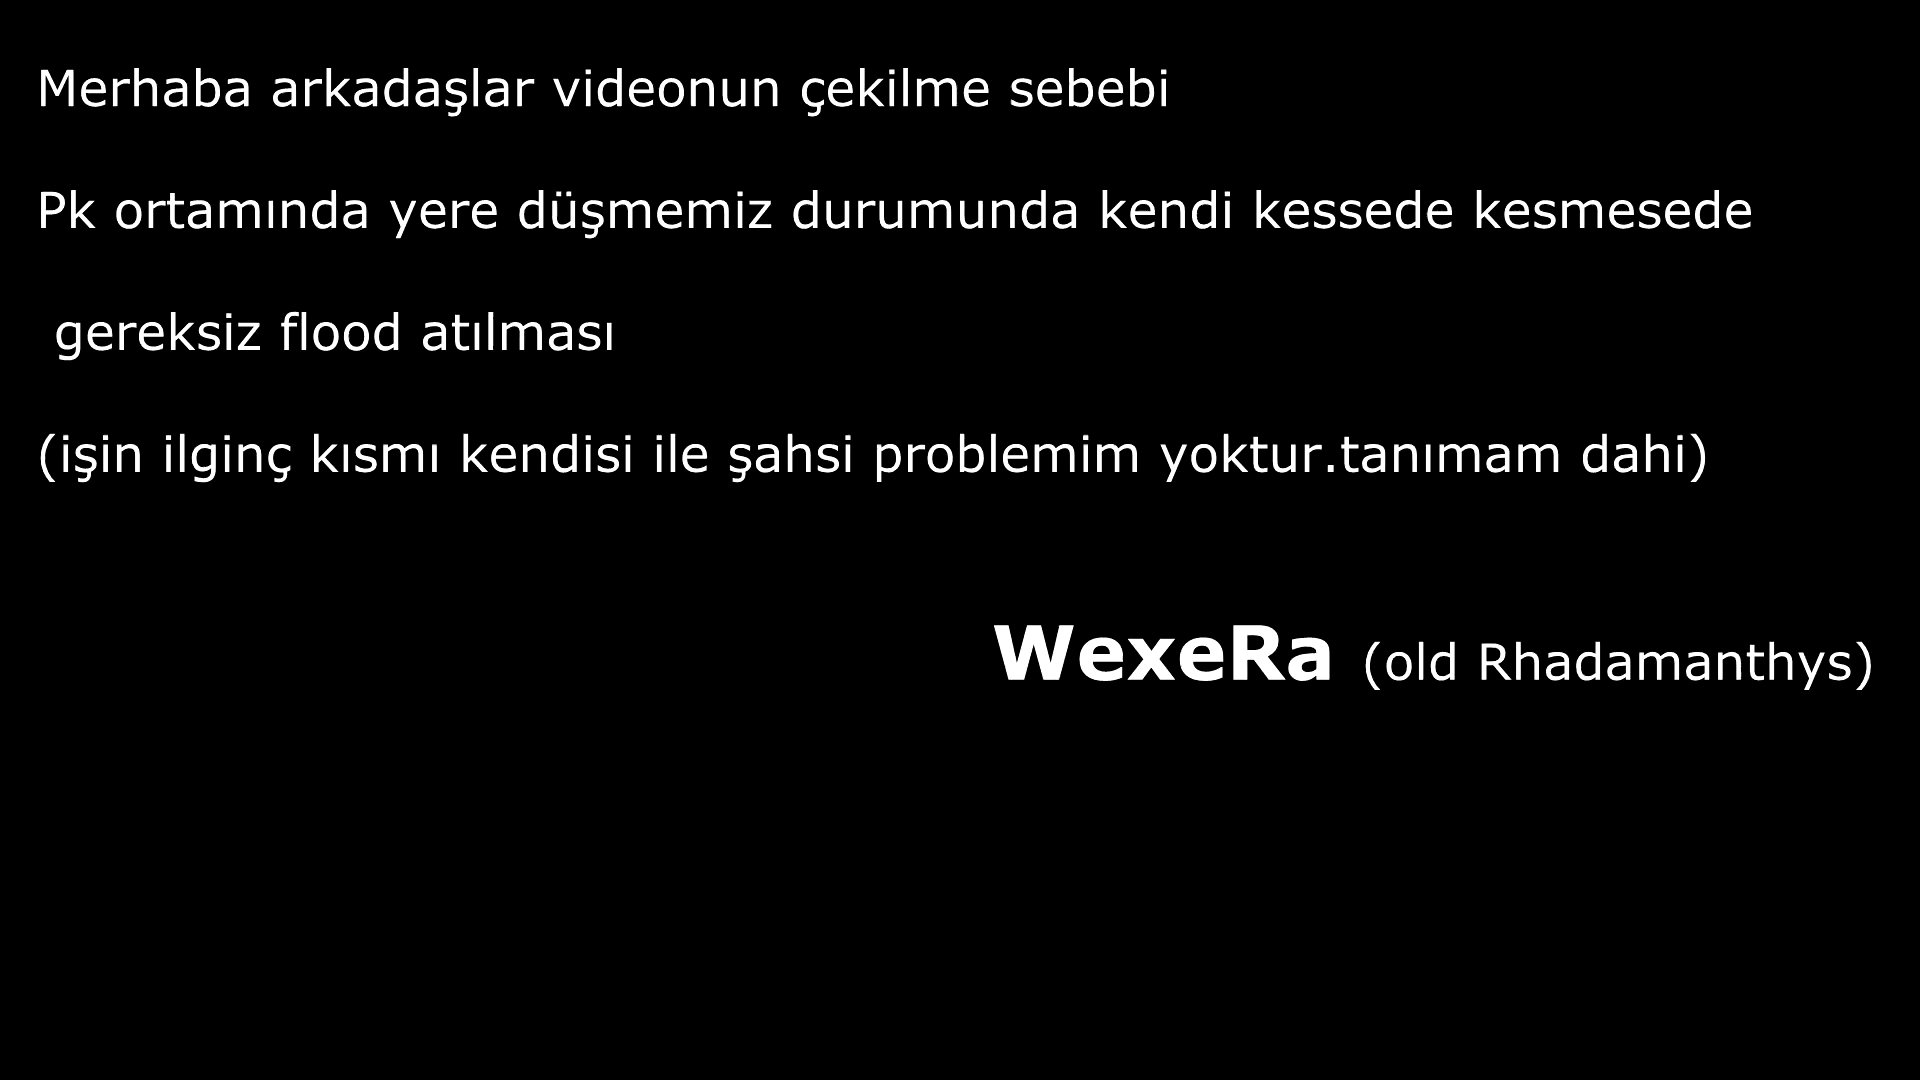 Merhaba arkadaşlar videonun çekilme sebebi
Pk ortamında yere düşmemiz durumunda kendi kessede kesmesede
gereksiz flood atılması
(işin ilginç kısmı kendisi ile şahsi problemim yoktur.tanımam dahi)
WexeRa (old Rhadamanthys)